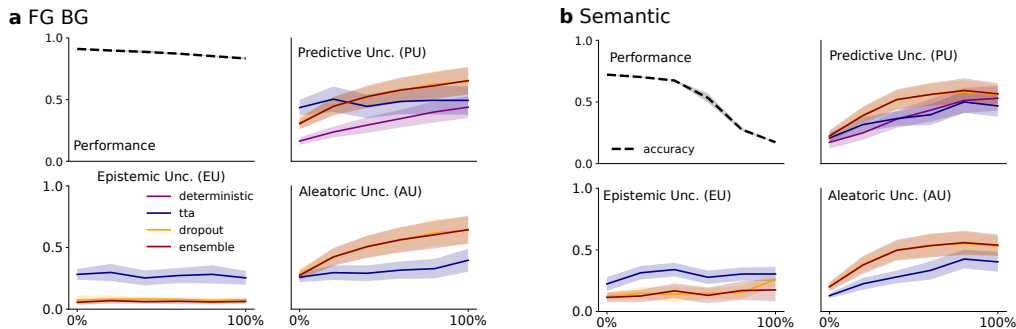 a FG BG
1.0
0.5
0.0
Performance
Predictive Unc. (PU)
Epistemic Unc. (EU)
1.0
0.5
0.0
deterministic
tta
dropout
ensemble
0%
100%
Aleatoric Unc. (AU)
0%
100%
b Semantic
1.0
0.5
0.0
Performance
accuracy
Predictive Unc. (PU)
1.0
0.5
0.0
Epistemic Unc. (EU)
0%
100%
Aleatoric Unc. (AU)
0%
100%